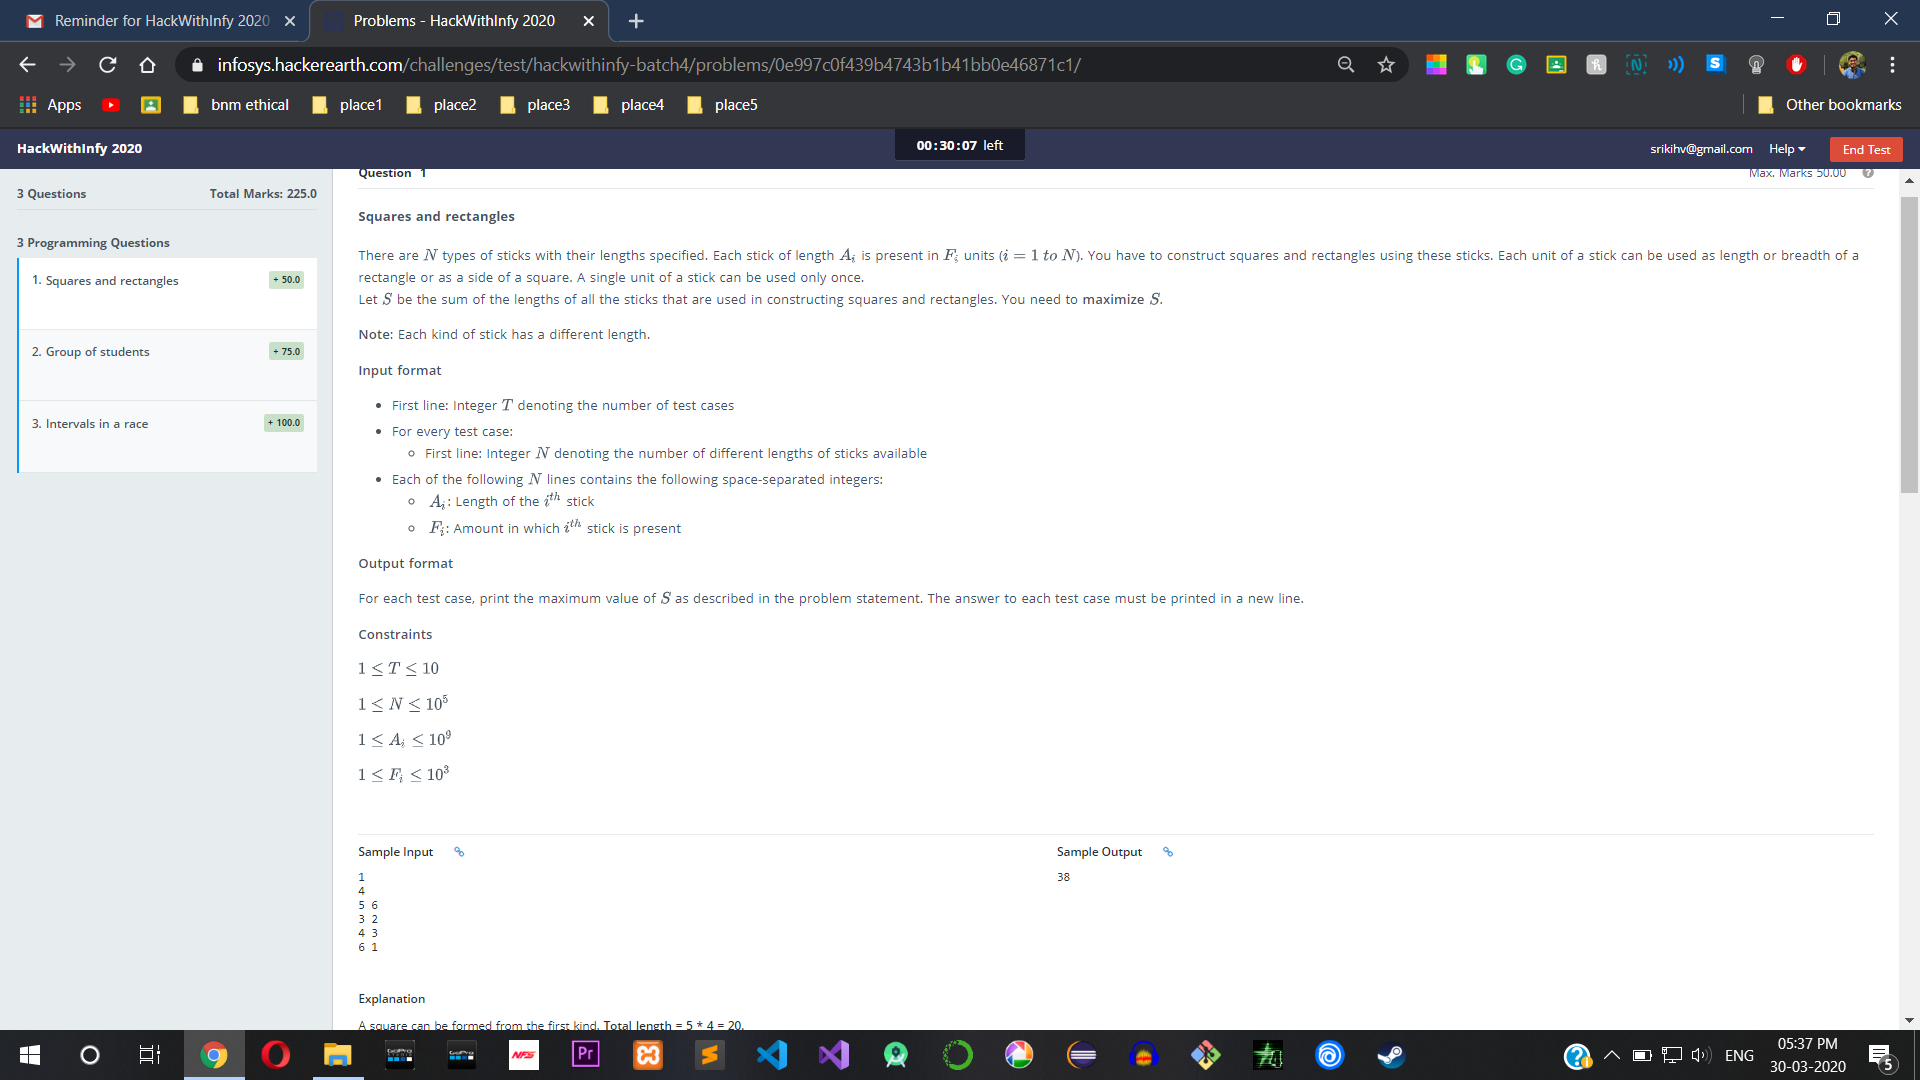 Reminder for HackWithInfy 2020
Problems - HackWithInfy 2020
infosys.hackerearth.com/challenges/test/hackwithinfy-batch4/problems/0e997c0f439b4743b1b41bb0e46871c1/
Apps
bnm ethical
place1
place2
place3
place4
place5
Other bookmarks
HackWithInfy 2020
00:30:07 left
srikihv@gmail.com
Help
End Test
3 Questions
Total Marks: 225.0
3 Programming Questions
1. Squares and rectangles
+ 50.0
2. Group of students
+ 75.0
3. Intervals in a race
+ 100.0
Question 1
Max. Marks 50.00
Squares and rectangles
There are N types of sticks with their lengths specified. Each stick of length A_i is present in F_i units (i = 1 to N). You have to construct squares and rectangles using these sticks. Each unit of a stick can be used as length or breadth of a
rectangle or as a side of a square. A single unit of a stick can be used only once.
Let S be the sum of the lengths of all the sticks that are used in constructing squares and rectangles. You need to maximize S.
Note: Each kind of stick has a different length.
Input format
• First line: Integer T denoting the number of test cases
• For every test case:
◦ First line: Integer N denoting the number of different lengths of sticks available
• Each of the following N lines contains the following space-separated integers:
◦ A_i: Length of the i^th stick
◦ F_i: Amount in which i^th stick is present
Output format
For each test case, print the maximum value of S as described in the problem statement. The answer to each test case must be printed in a new line.
Constraints
1 ≤ T ≤ 10
1 ≤ N ≤ 10^5
1 ≤ A_i ≤ 10^9
1 ≤ F_i ≤ 10^3
Sample Input
1
4
5 6
3 2
4 3
6 1
Sample Output
38
Explanation
A square can be formed from the first kind. Total length = 5 * 4 = 20.
NFS
Pr
ENG
05:37 PM
30-03-2020
5